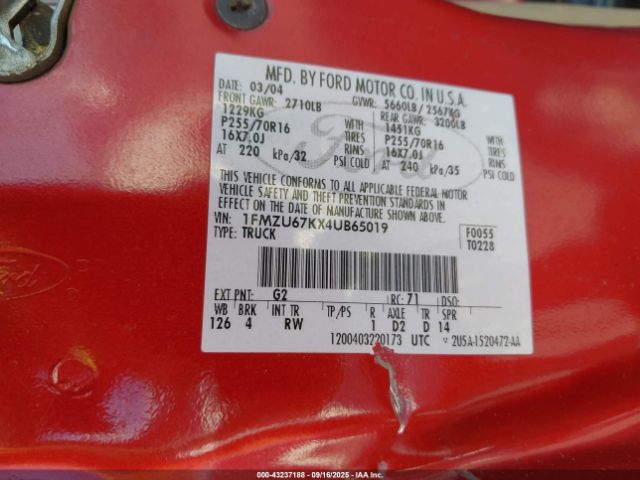 MFD. BY FORD MOTOR CO. IN U.S.A.
DATE: 03/04 GVWR: 5660LB / 2567KG
FRONT GAWR: 2710LB REAR GAWR: 3200LB
1229KG WITH 1451KG WITH
P255/70R16 TIRES P255/70R16 TIRES
16X7.0J RIMS 16X7.0J RIMS
AT 220 kPa/32 PSI COLD AT 240 kPa/35 PSI COLD
THIS VEHICLE CONFORMS TO ALL APPLICABLE FEDERAL MOTOR
VEHICLE SAFETY AND THEFT PREVENTION STANDARDS IN
EFFECT ON THE DATE OF MANUFACTURE SHOWN ABOVE.
VIN: 1FMZU67KX4UB65019 F0055
TYPE: TRUCK T0228
EXT PNT: G2 RC: 71 DSO:
WB BRK INT TR TP/PS R AXLE TR SPR
126 4 RW 1 D2 D 14
1200403220173 UTC 2U5A-1520472-AA
Ford
Ford
000-43237188 - 09/16/2025 - IAAI.COM